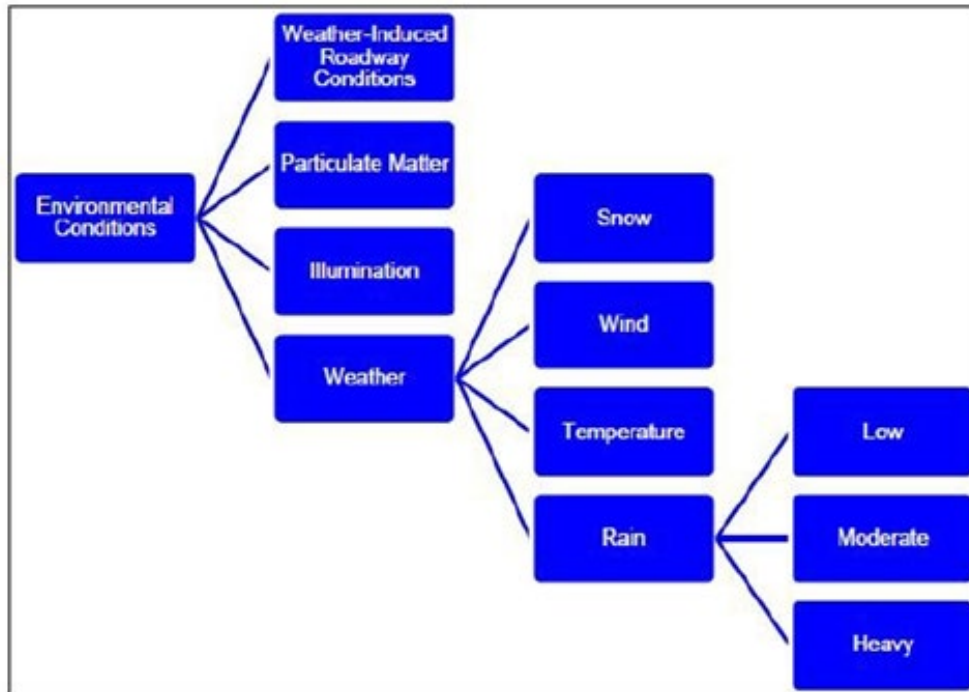 Weather-Induced
Roadway
Conditions
Particulate Matter
Environmental
Conditions
Illumination
Weather
Snow
Wind
Temperature
Rain
Low
Moderate
Heavy